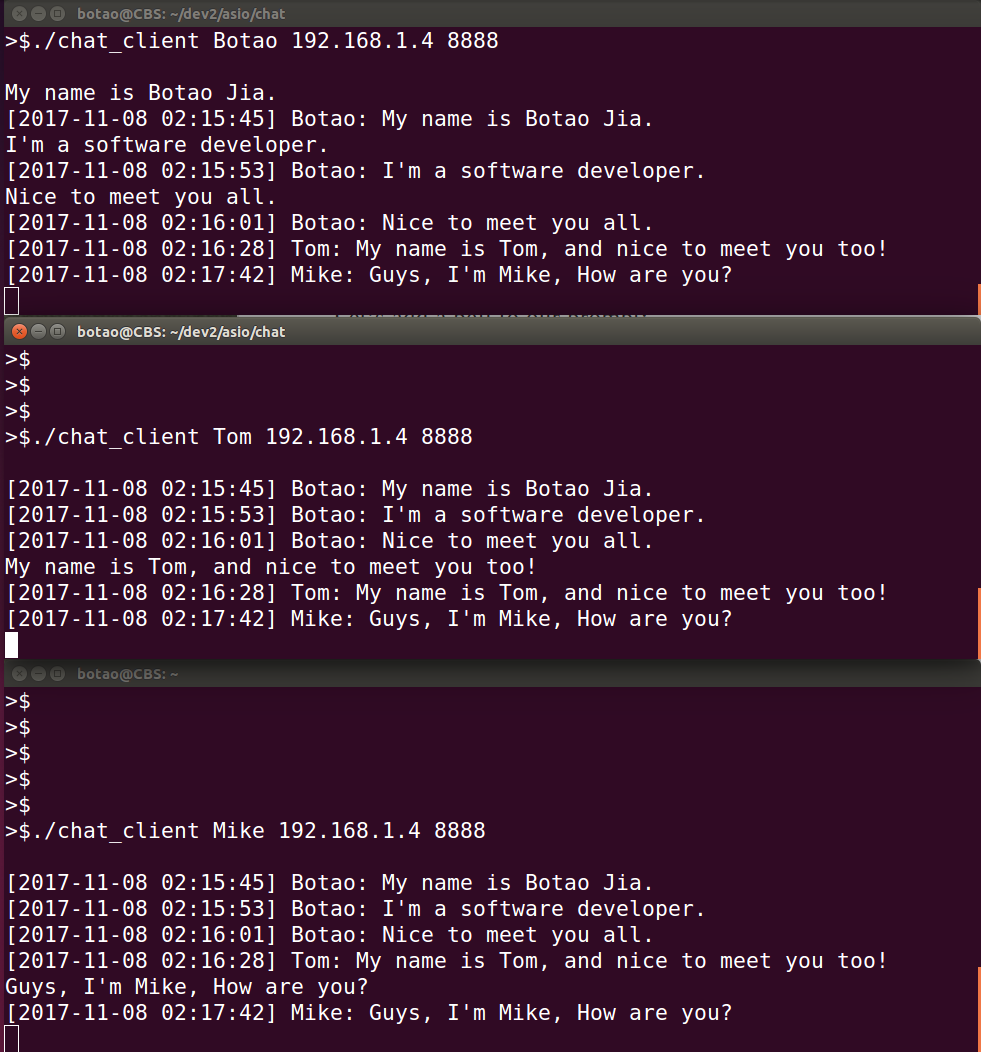 botao@CBS: ~/dev2/asio/chat
>$./chat_client Botao 192.168.1.4 8888
My name is Botao Jia.
[2017-11-08 02:15:45] Botao: My name is Botao Jia.
I'm a software developer.
[2017-11-08 02:15:53] Botao: I'm a software developer.
Nice to meet you all.
[2017-11-08 02:16:01] Botao: Nice to meet you all.
[2017-11-08 02:16:28] Tom: My name is Tom, and nice to meet you too!
[2017-11-08 02:17:42] Mike: Guys, I'm Mike, How are you?
botao@CBS: ~/dev2/asio/chat
>$
>$
>$
>$./chat_client Tom 192.168.1.4 8888
[2017-11-08 02:15:45] Botao: My name is Botao Jia.
[2017-11-08 02:15:53] Botao: I'm a software developer.
[2017-11-08 02:16:01] Botao: Nice to meet you all.
My name is Tom, and nice to meet you too!
[2017-11-08 02:16:28] Tom: My name is Tom, and nice to meet you too!
[2017-11-08 02:17:42] Mike: Guys, I'm Mike, How are you?
botao@CBS: ~
>$
>$
>$
>$
>$
>$./chat_client Mike 192.168.1.4 8888
[2017-11-08 02:15:45] Botao: My name is Botao Jia.
[2017-11-08 02:15:53] Botao: I'm a software developer.
[2017-11-08 02:16:01] Botao: Nice to meet you all.
[2017-11-08 02:16:28] Tom: My name is Tom, and nice to meet you too!
Guys, I'm Mike, How are you?
[2017-11-08 02:17:42] Mike: Guys, I'm Mike, How are you?